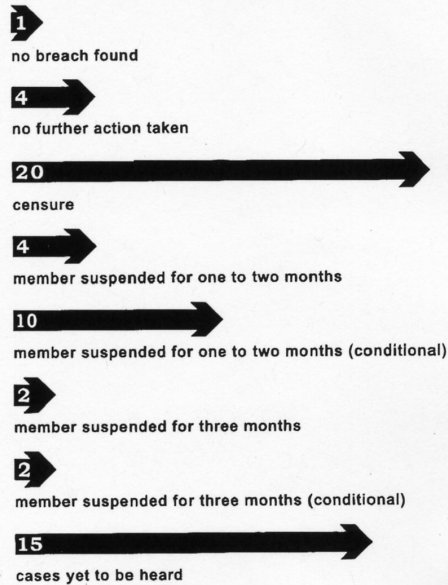 1
no breach found
4
no further action taken
20
censure
4
member suspended for one to two months
10
member suspended for one to two months (conditional)
2
member suspended for three months
2
member suspended for three months (conditional)
15
cases yet to be heard